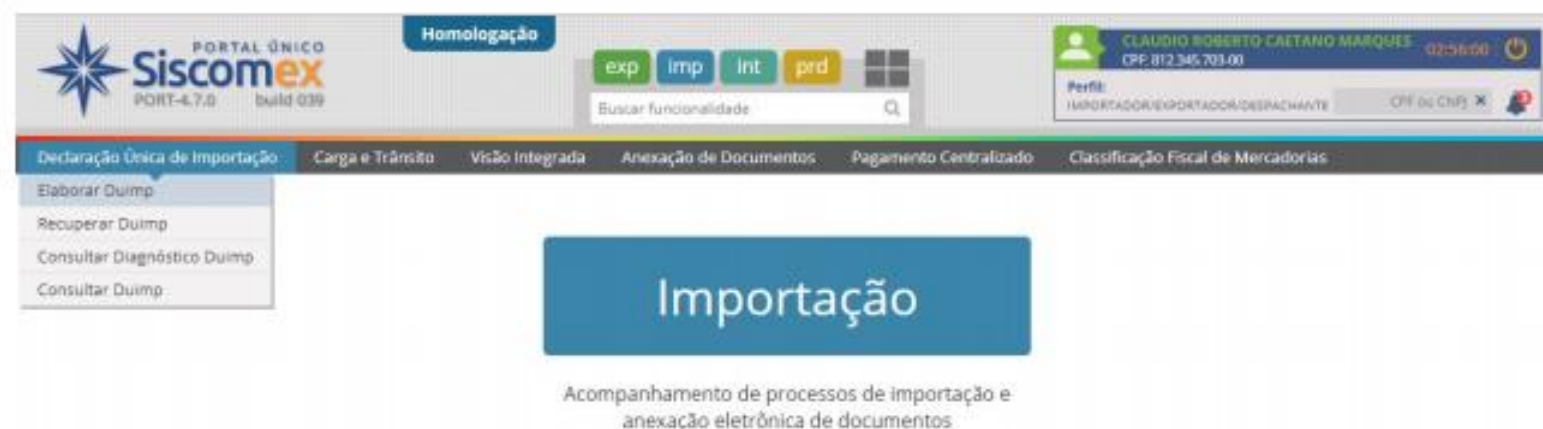 Homologação
PORTAL ÚNICO
Siscomex
PORT-4.7.0 build 039
exp imp int prd
Buscar funcionalidade
CLAUDIO ROBERTO CAETANO MARQUES 02:56:00
CPF: 812.345.703-00
Perfil:
IMPORTADOR/EXPORTADOR/DESPACHANTE CPF ou CNPJ X
Declaração Única de Importação Carga e Trânsito Visão Integrada Anexação de Documentos Pagamento Centralizado Classificação Fiscal de Mercadorias
Elaborar Duimp
Recuperar Duimp
Consultar Diagnóstico Duimp
Consultar Duimp
Importação
Acompanhamento de processos de importação e
anexação eletrônica de documentos